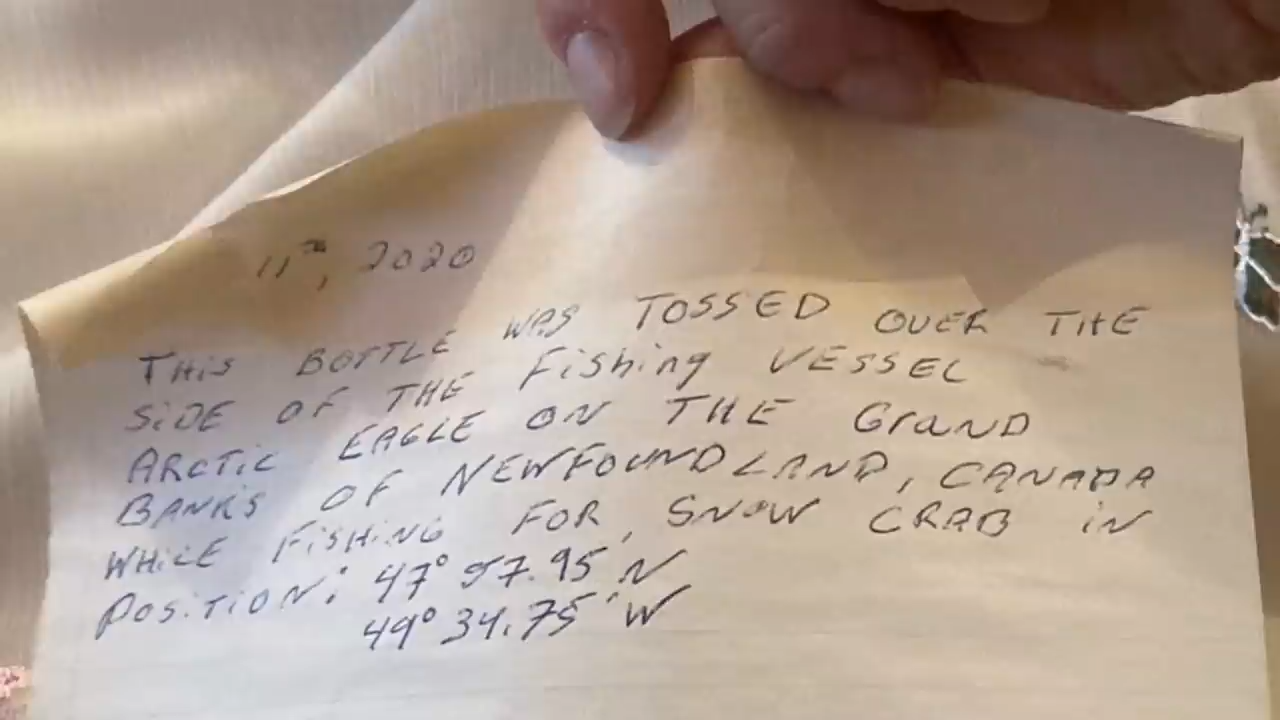 11TH, 2020
THiS BOTTLE WAS TOSSED OVER THE
SiDE OF THE FiShing VESSEL
ARCTiC EAGLE ON THE GraND
BANKS OF NEWFOUNDLAND, CANADA
WHiLE FiSHiNG FOR SNOW CRAB iN
POSiTiON: 47° 57.95'N
49° 34.75'W